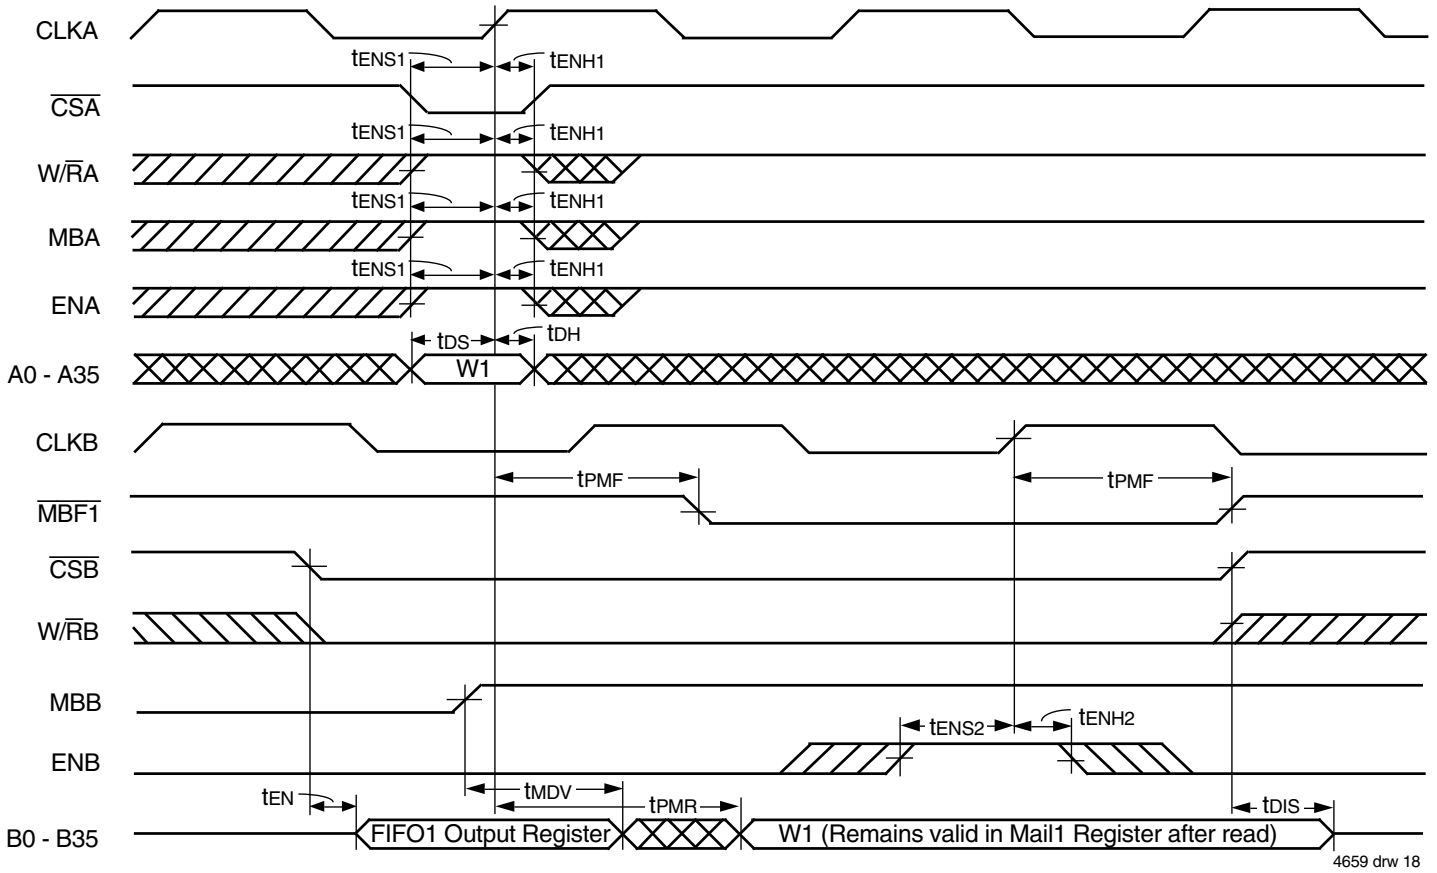 CLKA
tENS1 tENH1
CSA
tENS1 tENH1
W/RA
tENS1 tENH1
MBA
tENS1 tENH1
ENA
tDS tDH
A0 - A35 W1
CLKB
tPMF tPMF
MBF1
CSB
W/RB
MBB
tENS2 tENH2
ENB
tEN tMDV tPMR tDIS
B0 - B35 FIFO1 Output Register W1 (Remains valid in Mail1 Register after read)
4659 drw 18